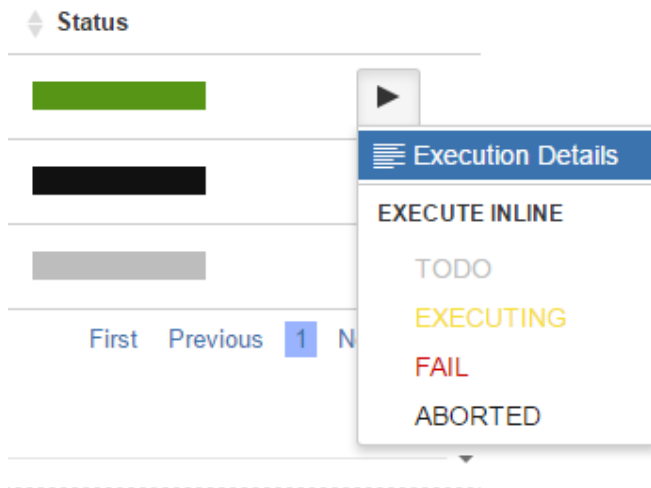 Status
Execution Details
EXECUTE INLINE
TODO
EXECUTING
FAIL
ABORTED
First Previous 1